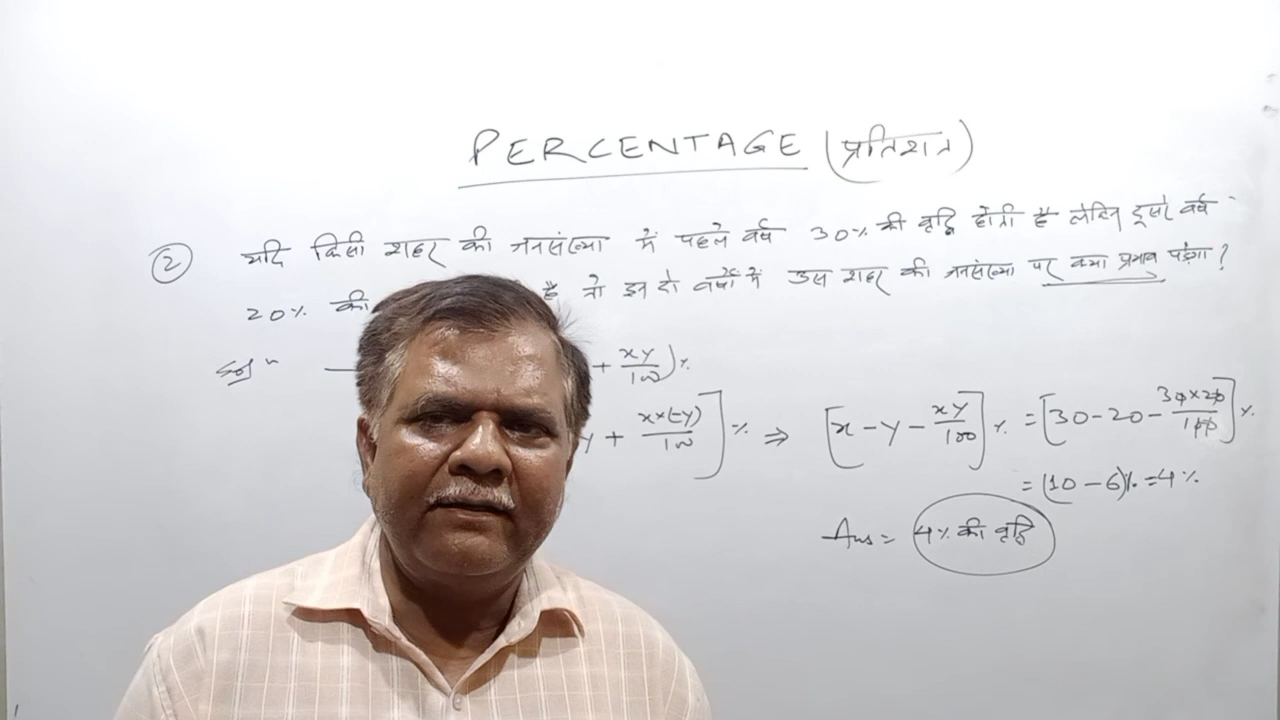 PERCENTAGE (प्रतिशत)
② यदि किसी शहर की जनसंख्या में पहले वर्ष 30% की वृद्धि होती है लेकिन दूसरे वर्ष
20% की है तो इन दो वर्षों में उस शहर की जनसंख्या पर क्या प्रभाव पड़ेगा?
Solⁿ + xy/100)%
y + x×(-y)/100]% ⇒ [x - y - xy/100]% = [30 - 20 - 30×20/100]%
= (10 - 6)% = 4%
Ans = 4% की वृद्धि